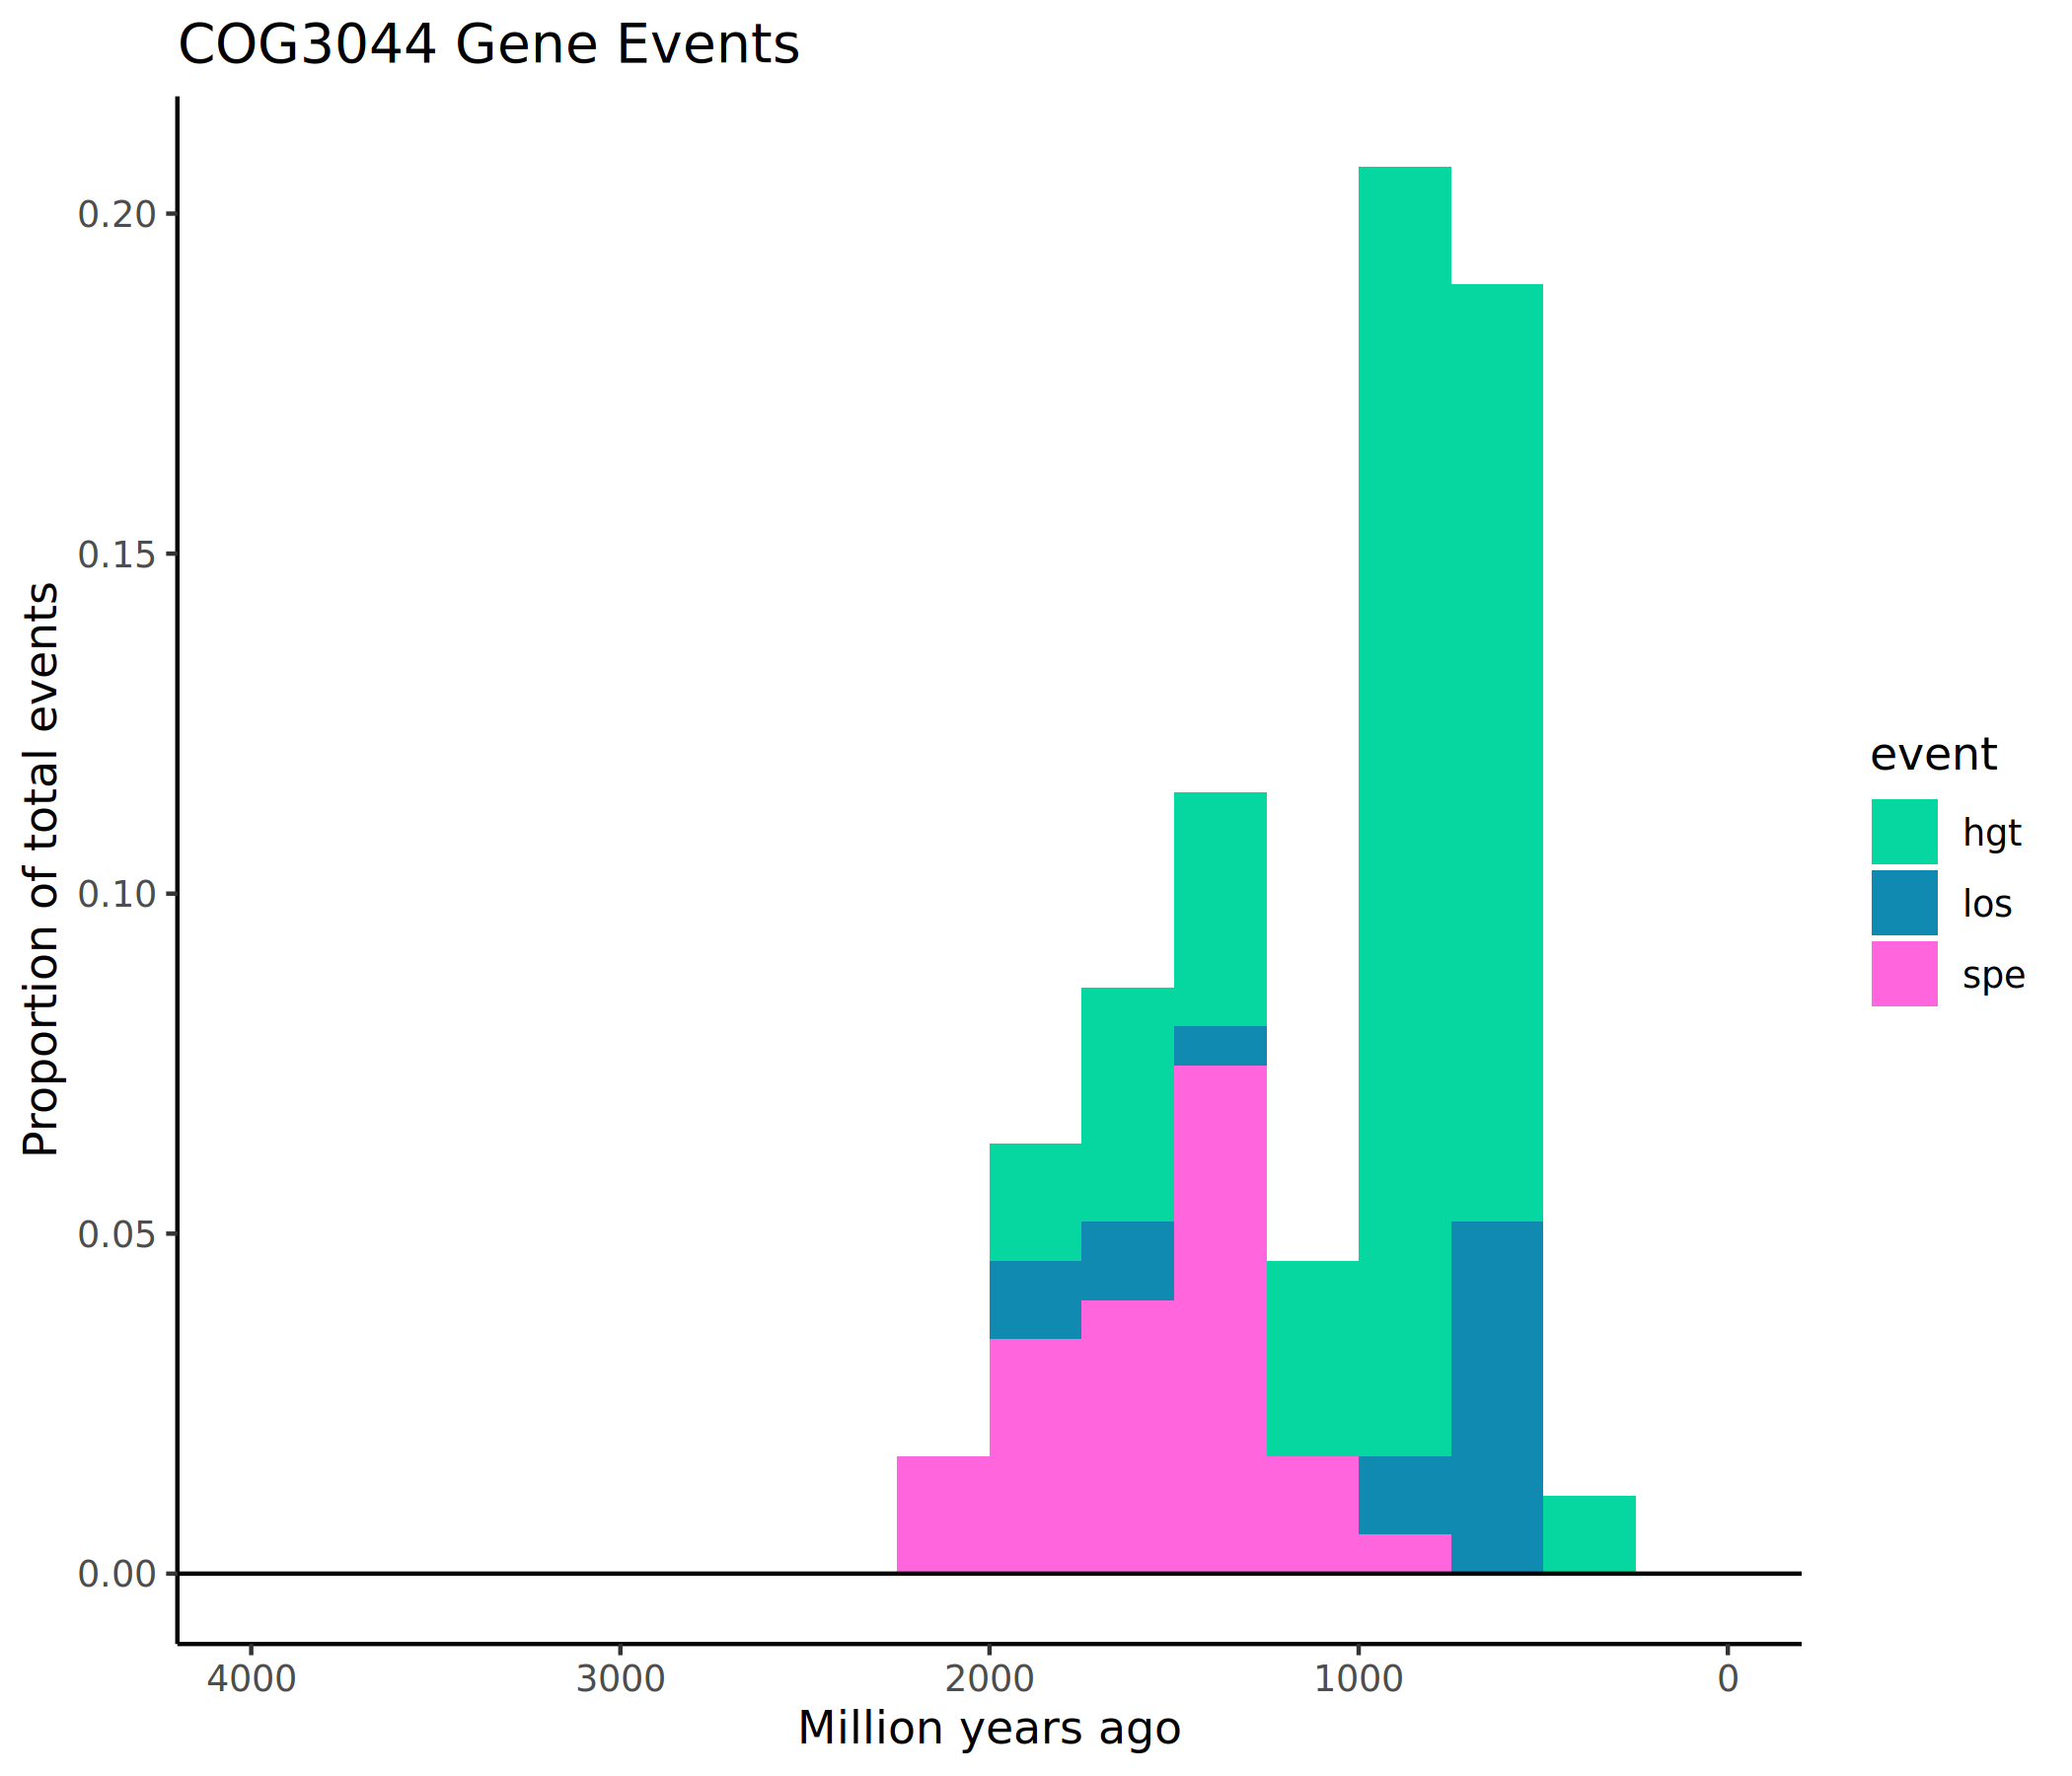 COG3044 Gene Events
Proportion of total events
0.20
0.15
0.10
0.05
0.00
4000 3000 2000 1000 0
Million years ago
event
hgt
los
spe